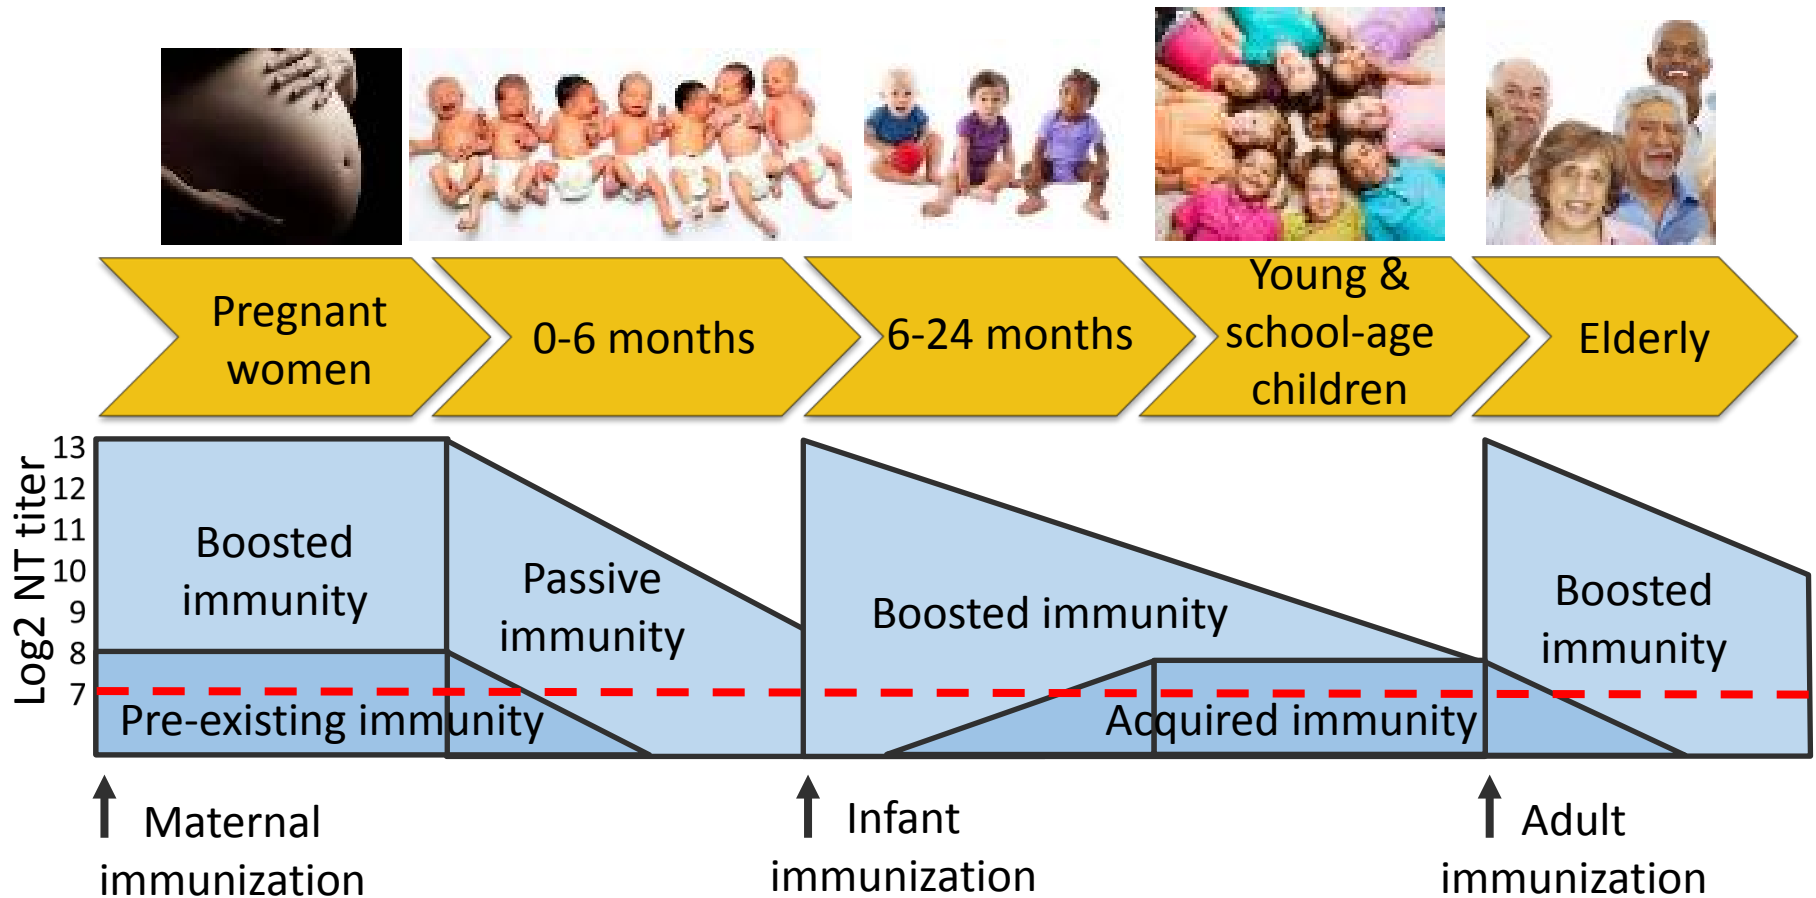 Pregnant
women
0-6 months
6-24 months
Young &
school-age
children
Elderly
Log2 NT titer
13
12
11
10
9
8
7
Boosted
immunity
Pre-existing immunity
Passive
immunity
Boosted immunity
Acquired immunity
Boosted
immunity
Maternal
immunization
Infant
immunization
Adult
immunization